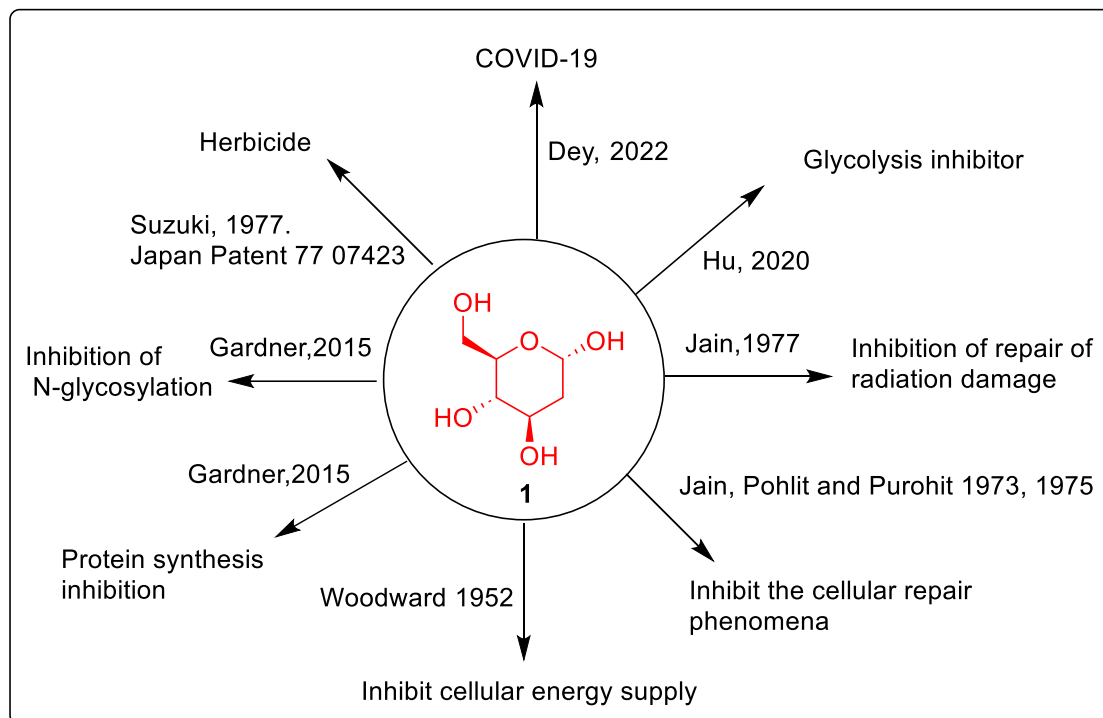 COVID-19
Dey, 2022
Herbicide
Suzuki, 1977.
Japan Patent 77 07423
Glycolysis inhibitor
Hu, 2020
OH
O
OH
HO
OH
1
Gardner,2015
Inhibition of
N-glycosylation
Jain,1977
Inhibition of repair of
radiation damage
Gardner,2015
Protein synthesis
inhibition
Jain, Pohlit and Purohit 1973, 1975
Inhibit the cellular repair
phenomena
Woodward 1952
Inhibit cellular energy supply